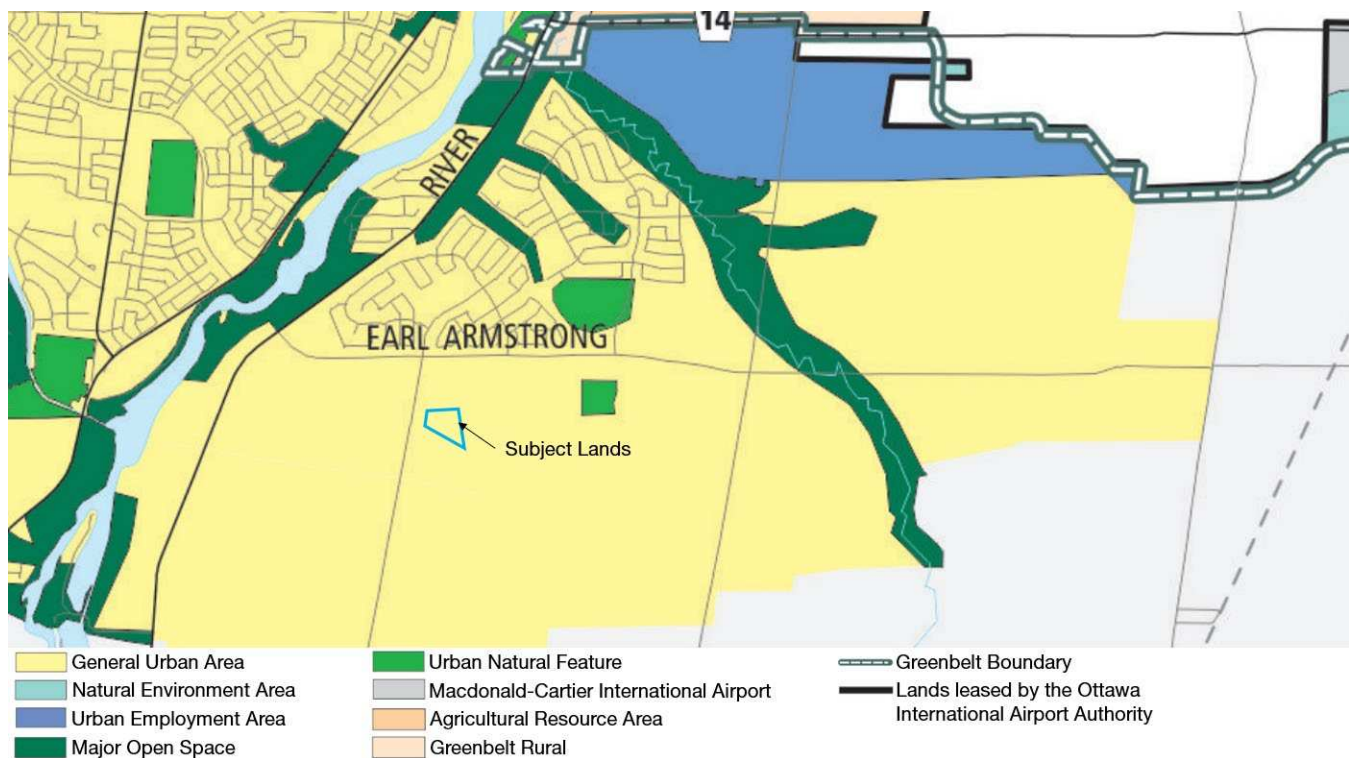 14
RIVER
EARL ARMSTRONG
Subject Lands
General Urban Area
Natural Environment Area
Urban Employment Area
Major Open Space
Urban Natural Feature
Macdonald-Cartier International Airport
Agricultural Resource Area
Greenbelt Rural
Greenbelt Boundary
Lands leased by the Ottawa
International Airport Authority